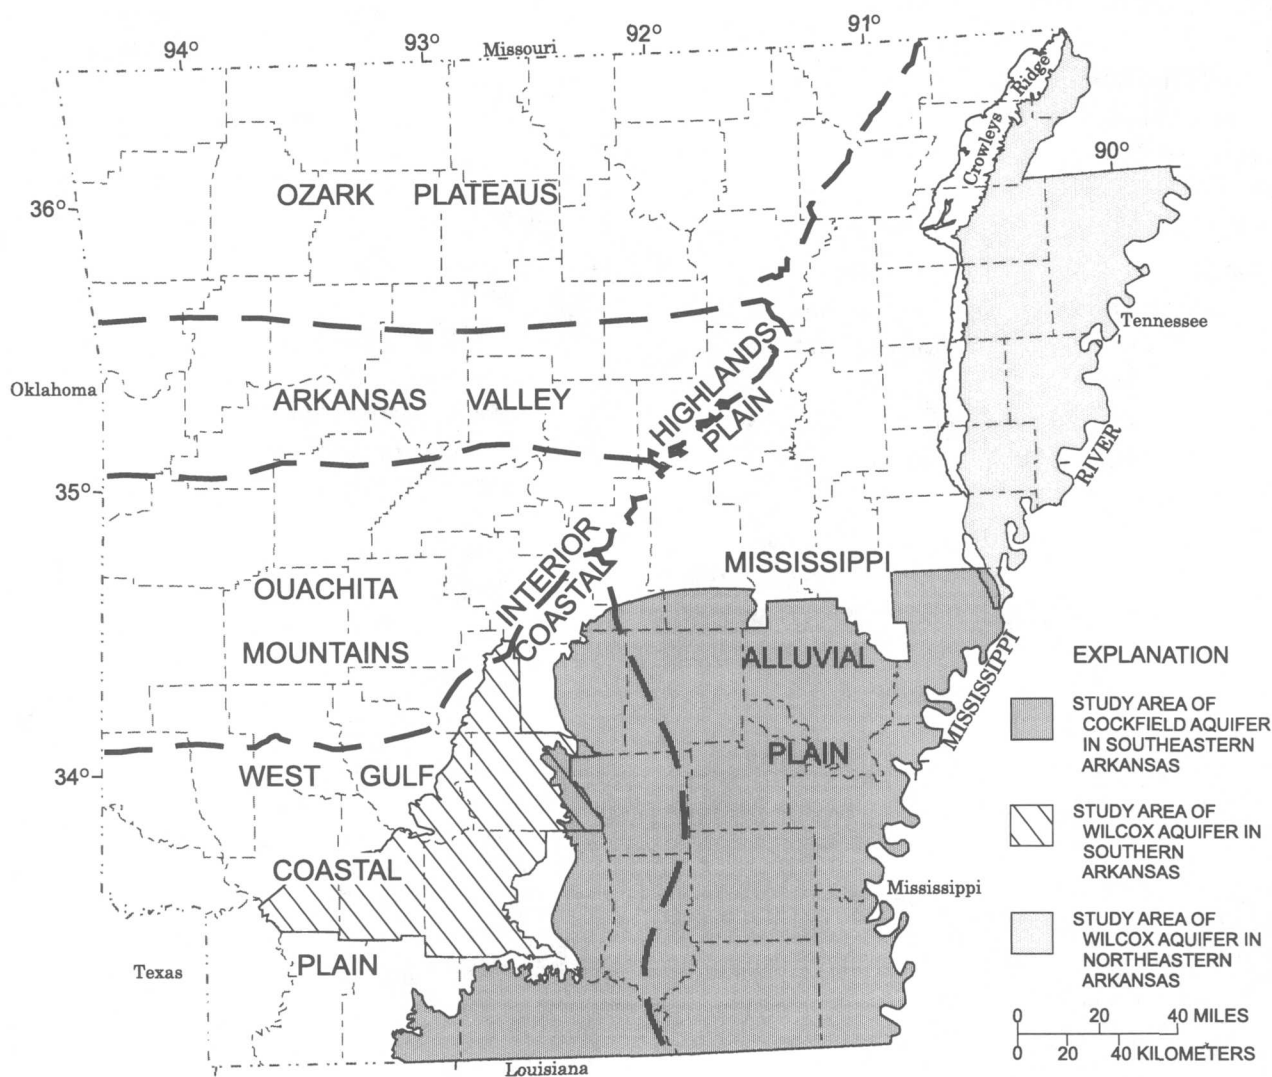 94° 93° Missouri 92° 91°
Crowleys Ridge
90°
36°
OZARK PLATEAUS
Tennessee
Oklahoma
ARKANSAS VALLEY
HIGHLANDS
PLAIN
RIVER
35°
INTERIOR
COASTAL
MISSISSIPPI
OUACHITA
MOUNTAINS
ALLUVIAL
MISSISSIPPI
PLAIN
34°
WEST GULF
COASTAL
Mississippi
Texas
PLAIN
Louisiana
EXPLANATION
STUDY AREA OF
COCKFIELD AQUIFER
IN SOUTHEASTERN
ARKANSAS
STUDY AREA OF
WILCOX AQUIFER IN
SOUTHERN
ARKANSAS
STUDY AREA OF
WILCOX AQUIFER IN
NORTHEASTERN
ARKANSAS
0 20 40 MILES
0 20 40 KILOMETERS